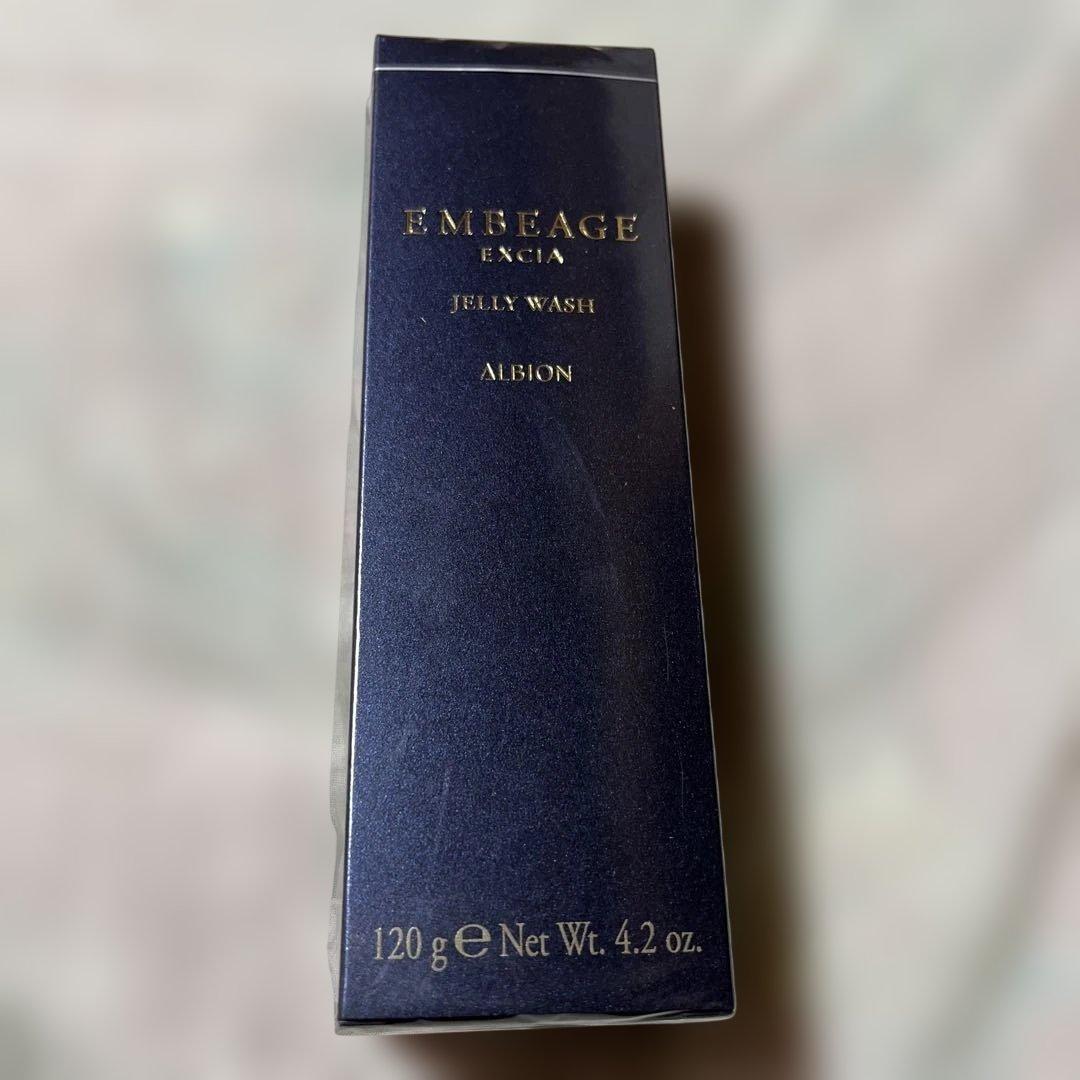 EMBEAGE
EXCIA
JELLY WASH
ALBION
120 g ℮ Net Wt. 4.2 oz.